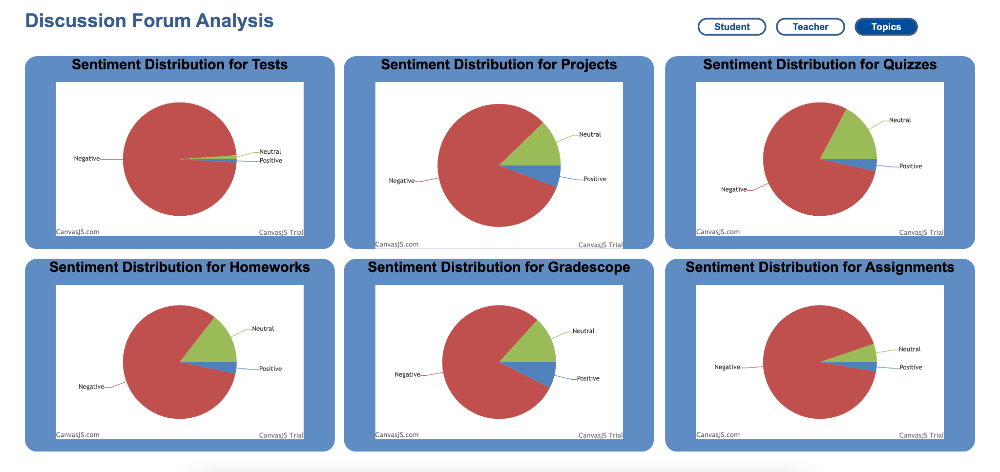 Discussion Forum Analysis
Student
Teacher
Topics
Sentiment Distribution for Tests
Negative
Neutral
Positive
CanvasJS.com
CanvasJS Trial
Sentiment Distribution for Projects
Neutral
Negative
Positive
CanvasJS.com
CanvasJS Trial
Sentiment Distribution for Quizzes
Neutral
Positive
Negative
CanvasJS.com
CanvasJS Trial
Sentiment Distribution for Homeworks
Neutral
Positive
Negative
CanvasJS.com
CanvasJS Trial
Sentiment Distribution for Gradescope
Neutral
Negative
Positive
CanvasJS.com
CanvasJS Trial
Sentiment Distribution for Assignments
Neutral
Negative
Positive
CanvasJS.com
CanvasJS Trial